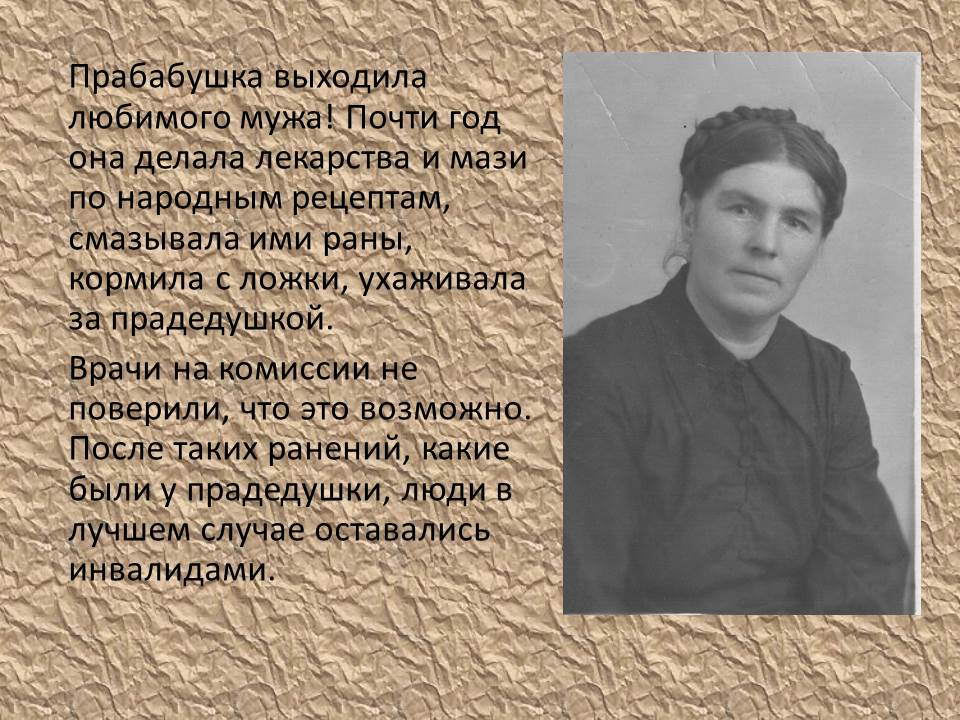 Прабабушка выходила
любимого мужа! Почти год
она делала лекарства и мази
по народным рецептам,
смазывала ими раны,
кормила с ложки, ухаживала
за прадедушкой.
Врачи на комиссии не
поверили, что это возможно.
После таких ранений, какие
были у прадедушки, люди в
лучшем случае оставались
инвалидами.